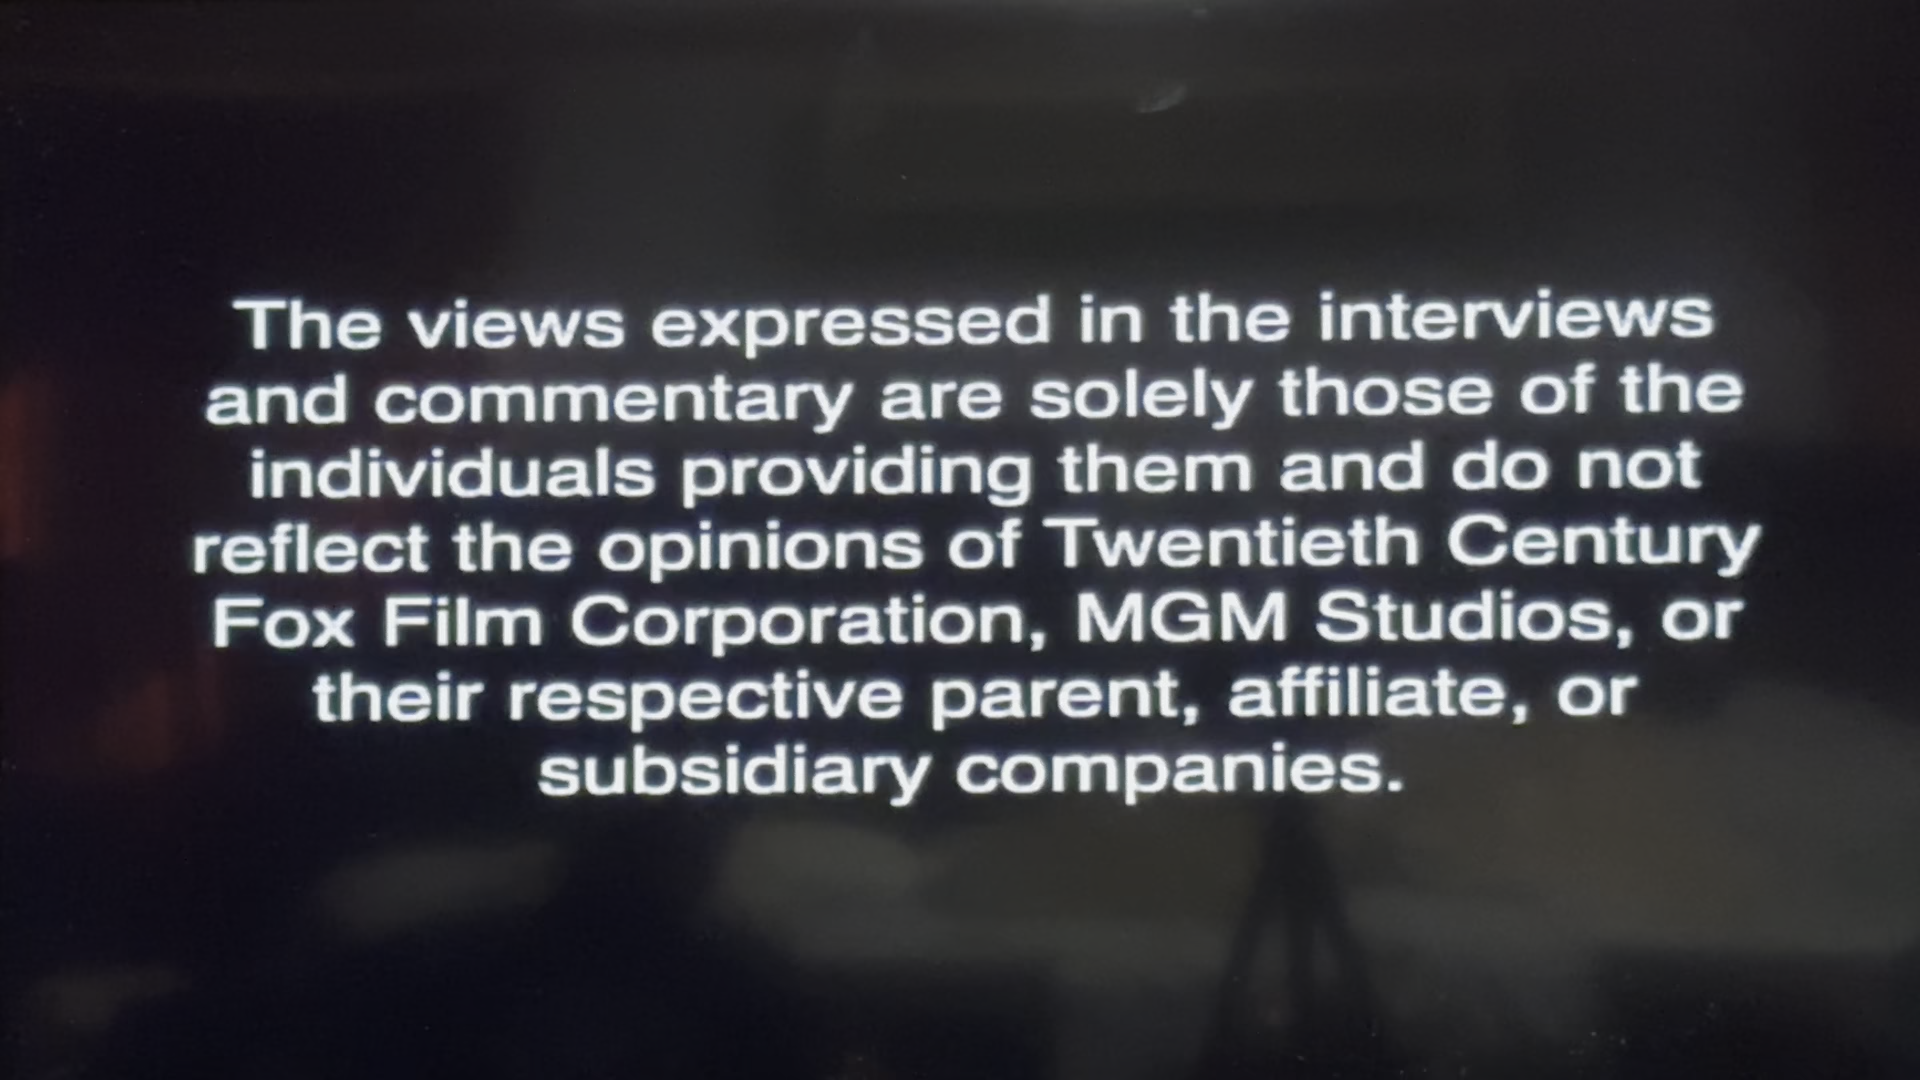 The views expressed in the interviews
and commentary are solely those of the
individuals providing them and do not
reflect the opinions of Twentieth Century
Fox Film Corporation, MGM Studios, or
their respective parent, affiliate, or
subsidiary companies.